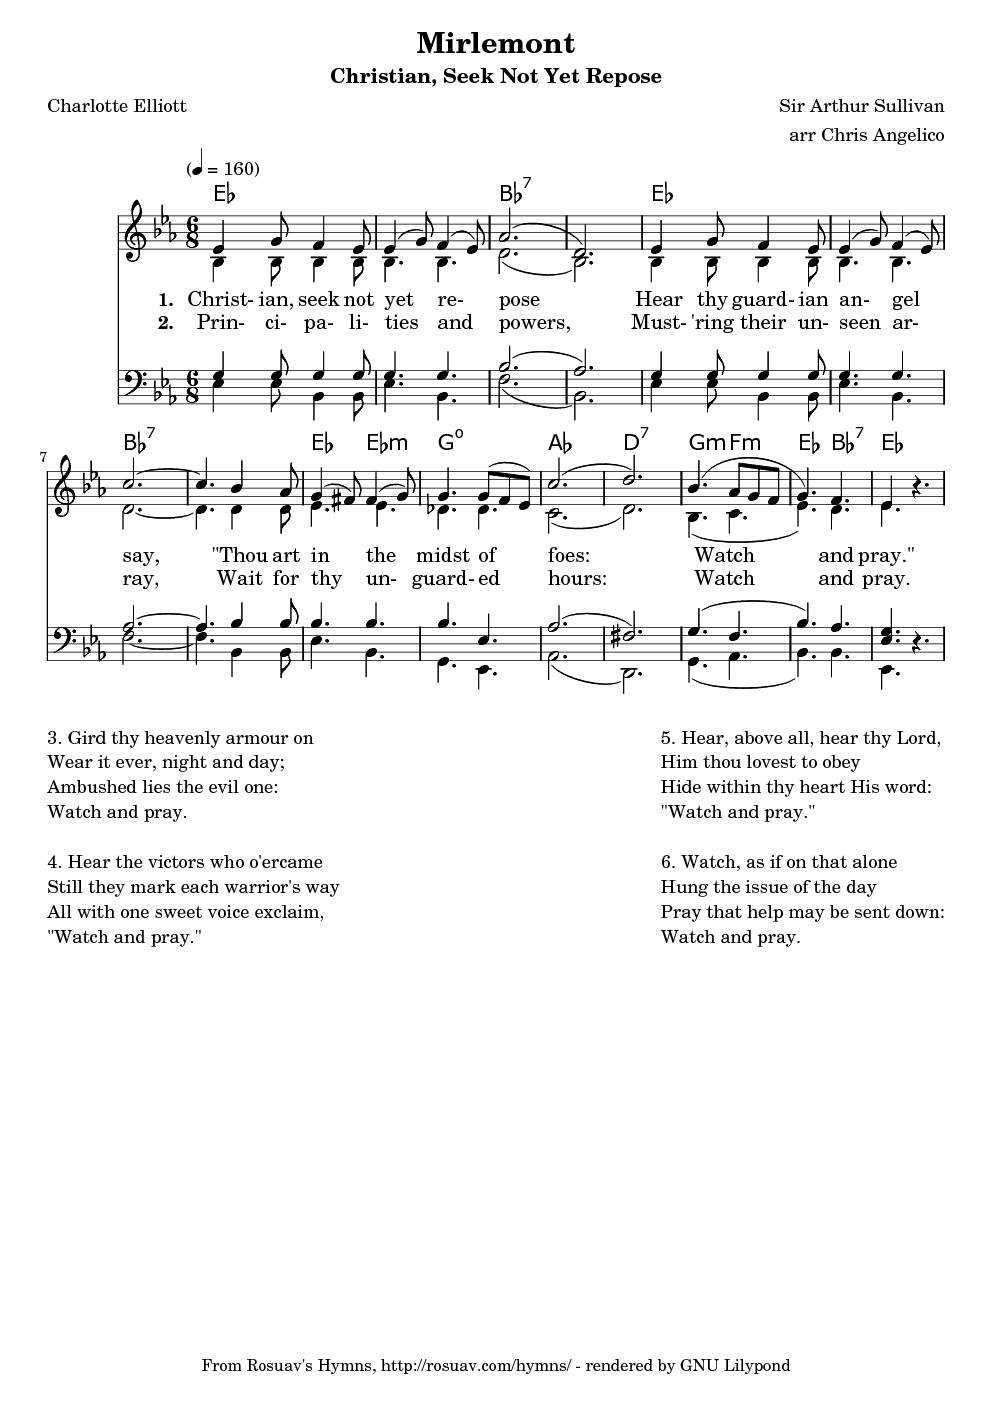 Mirlemont
Christian, Seek Not Yet Repose
Charlotte Elliott
Sir Arthur Sullivan
arr Chris Angelico
(♩ = 160)
E♭ B♭7 E♭
6 8
1. Christ- ian, seek not yet re- pose Hear thy guard- ian an- gel
2. Prin- ci- pa- li- ties and powers, Must- 'ring their un- seen ar-
6 8
B♭7 E♭ E♭m G° A♭ D7 Gm Fm E♭ B♭7 E♭
7
say, "Thou art in the midst of foes: Watch and pray."
ray, Wait for thy un- guard- ed hours: Watch and pray.
3. Gird thy heavenly armour on
Wear it ever, night and day;
Ambushed lies the evil one:
Watch and pray.
4. Hear the victors who o'ercame
Still they mark each warrior's way
All with one sweet voice exclaim,
"Watch and pray."
5. Hear, above all, hear thy Lord,
Him thou lovest to obey
Hide within thy heart His word:
"Watch and pray."
6. Watch, as if on that alone
Hung the issue of the day
Pray that help may be sent down:
Watch and pray.
From Rosuav's Hymns, http://rosuav.com/hymns/ - rendered by GNU Lilypond